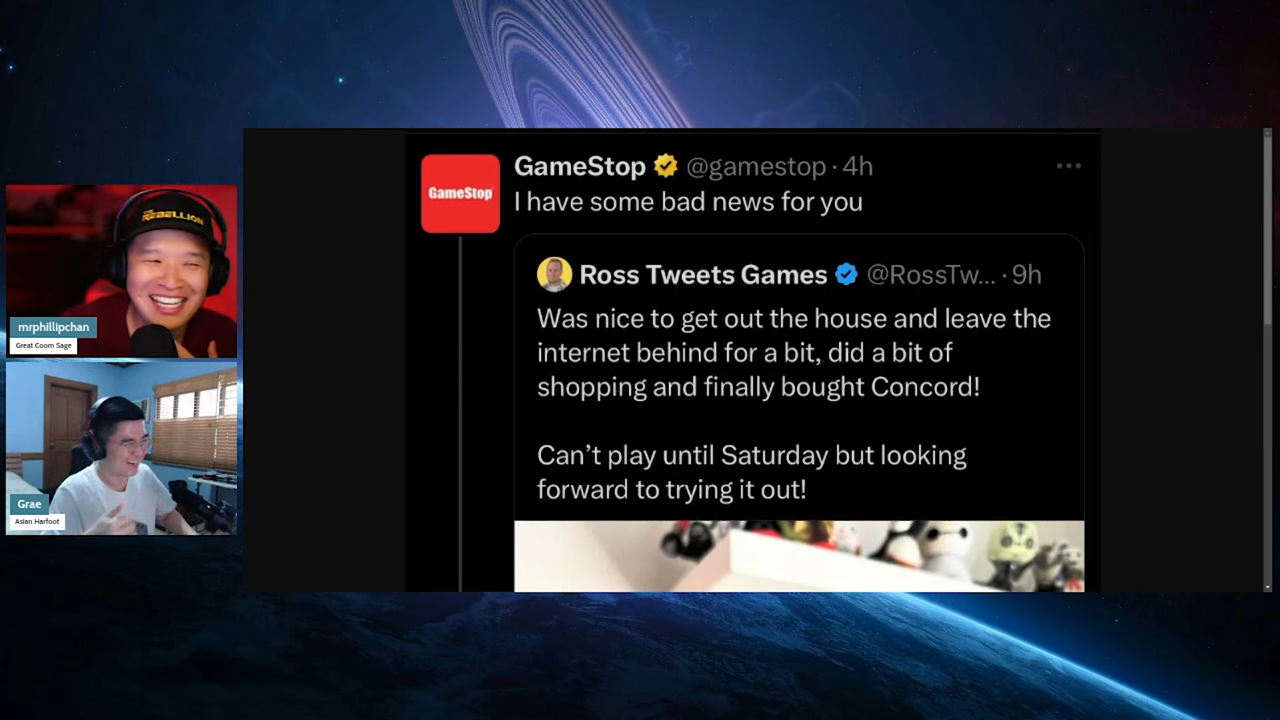 GameStop @gamestop · 4h
GameStop
I have some bad news for you
Ross Tweets Games @RossTw... · 9h
Was nice to get out the house and leave the
internet behind for a bit, did a bit of
shopping and finally bought Concord!
Can't play until Saturday but looking
forward to trying it out!
THE
REBELLION
mrphillipchan
Great Coom Sage
Grae
Asian Harfoot